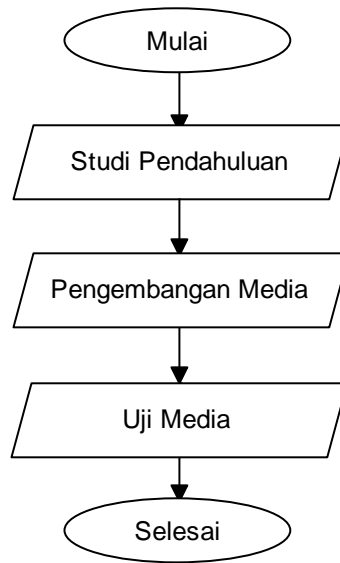 Mulai
Studi Pendahuluan
Pengembangan Media
Uji Media
Selesai